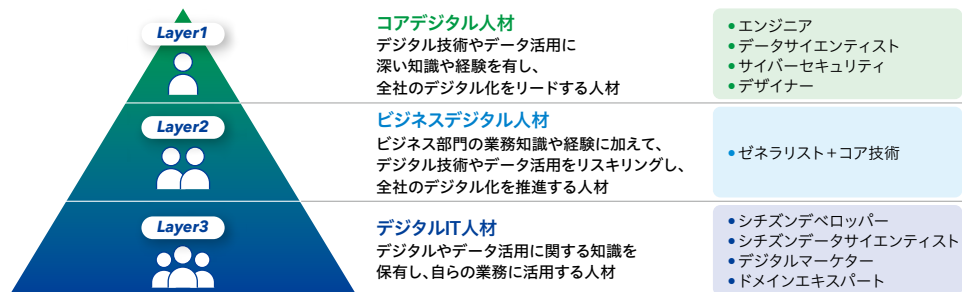 Layer1
コアデジタル人材
デジタル技術やデータ活用に
深い知識や経験を有し、
全社のデジタル化をリードする人材
•エンジニア
•データサイエンティスト
•サイバーセキュリティ
•デザイナー
Layer2
ビジネスデジタル人材
ビジネス部門の業務知識や経験に加えて、
デジタル技術やデータ活用をリスキリングし、
全社のデジタル化を推進する人材
•ゼネラリスト+コア技術
Layer3
デジタルIT人材
デジタルやデータ活用に関する知識を
保有し、自らの業務に活用する人材
•シチズンデベロッパー
•シチズンデータサイエンティスト
•デジタルマーケター
•ドメインエキスパート